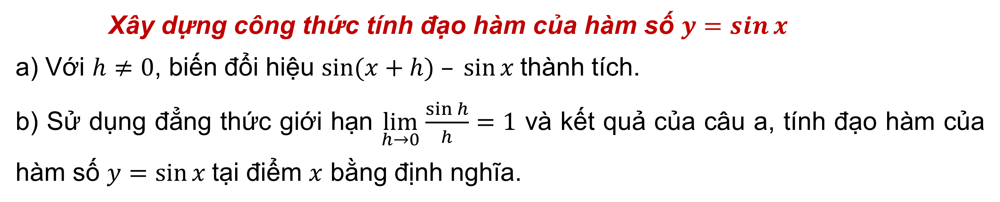 Xây dựng công thức tính đạo hàm của hàm số y = sin x
a) Với h ≠ 0, biến đổi hiệu sin(x + h) – sin x thành tích.
b) Sử dụng đẳng thức giới hạn lim_{h→0} \frac{sin h}{h} = 1 và kết quả của câu a, tính đạo hàm của
hàm số y = sin x tại điểm x bằng định nghĩa.